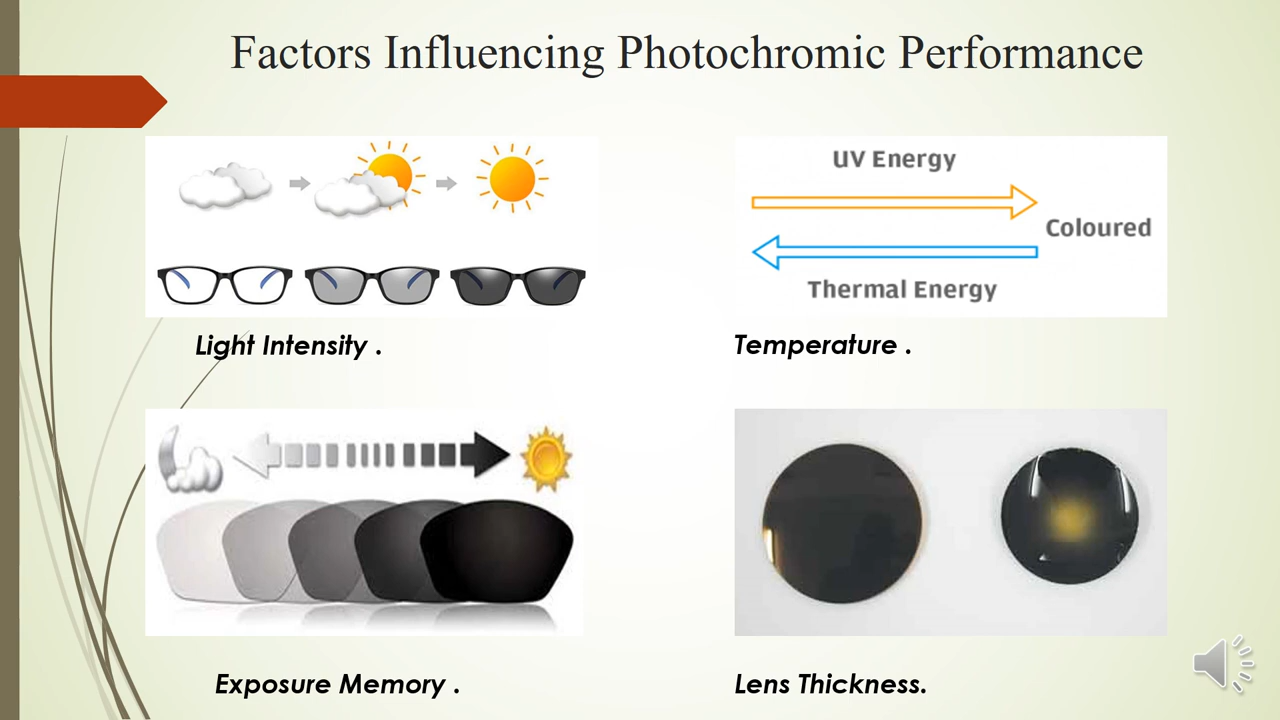 Factors Influencing Photochromic Performance
UV Energy
Coloured
Thermal Energy
Light Intensity .
Temperature .
Exposure Memory .
Lens Thickness.